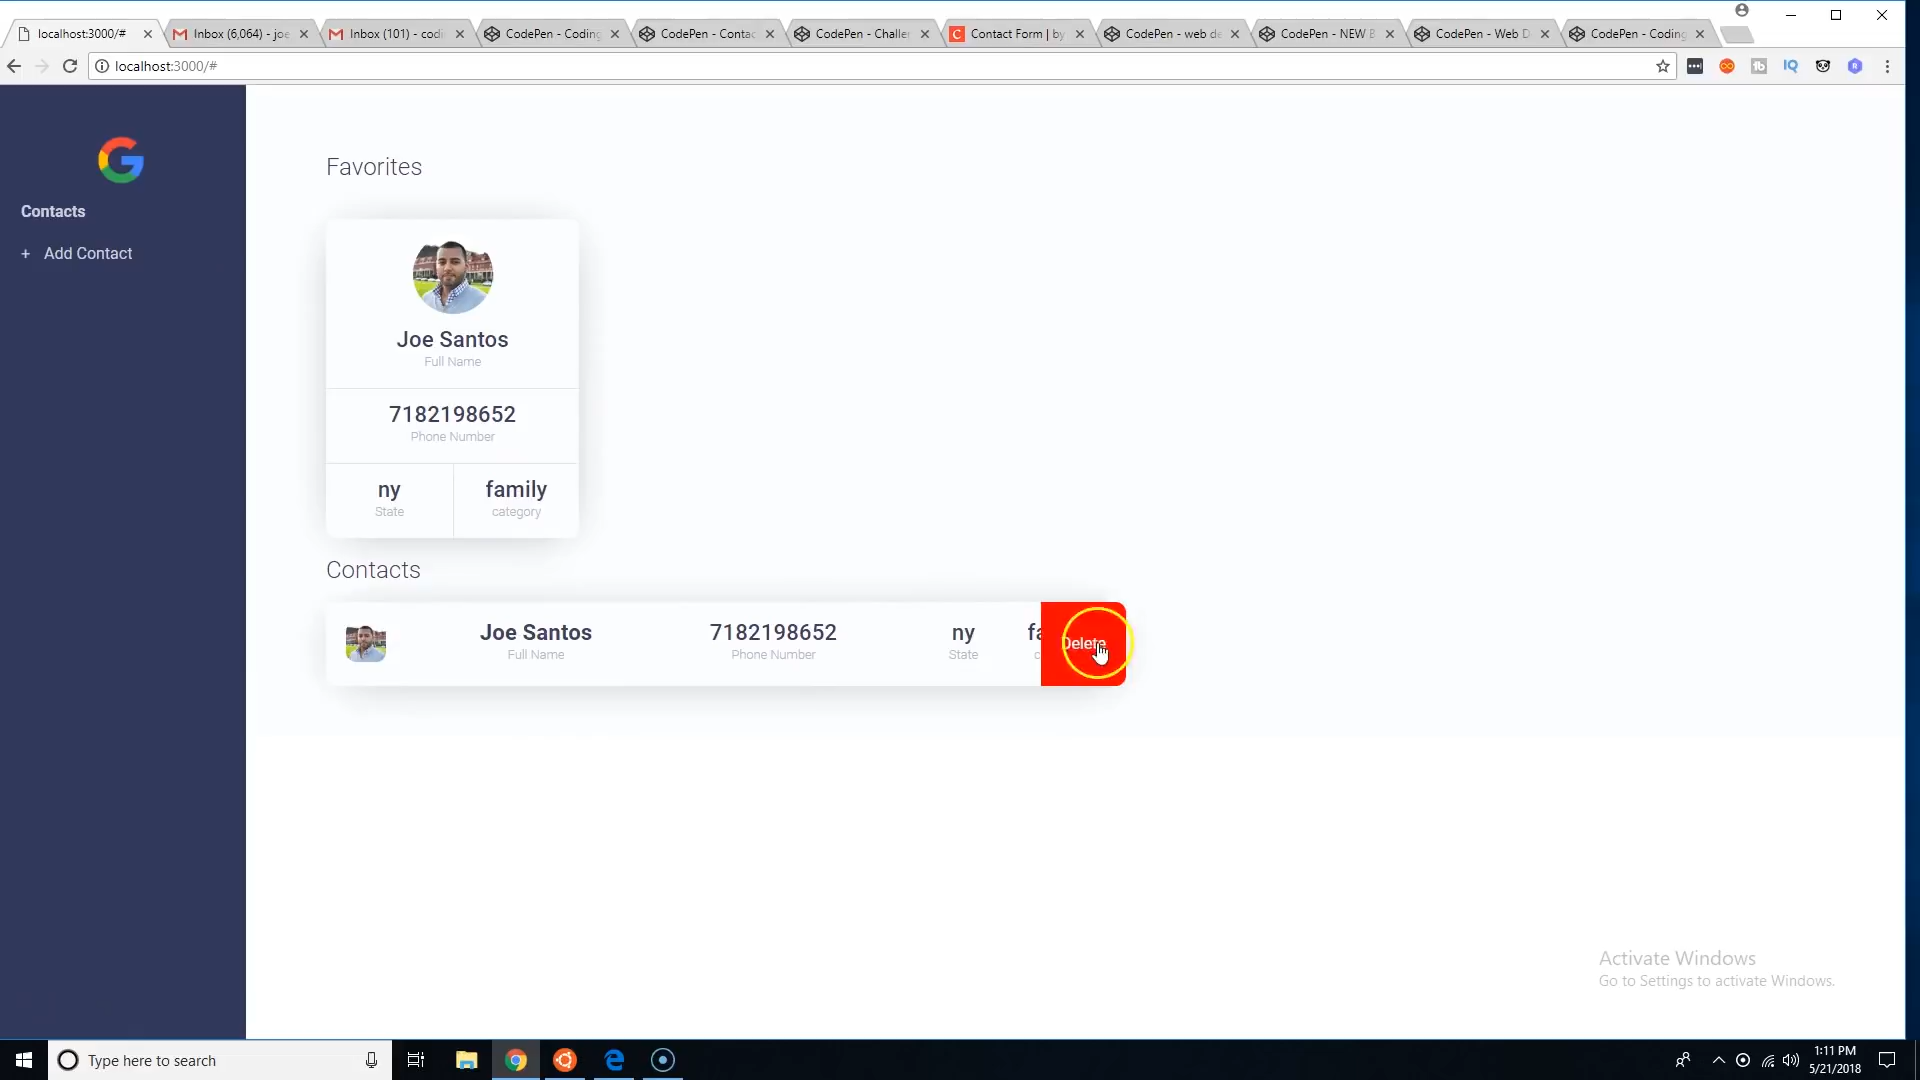 localhost:3000/#
Inbox (6,064) - joe
Inbox (101) - codi
CodePen - Coding
CodePen - Contac
CodePen - Challen
Contact Form | by
CodePen - web de
CodePen - NEW B
CodePen - Web D
CodePen - Coding
localhost:3000/#
Contacts
+ Add Contact
Favorites
Joe Santos
Full Name
7182198652
Phone Number
ny
State
family
category
Contacts
Joe Santos
Full Name
7182198652
Phone Number
ny
State
fa
c
Delete
Activate Windows
Go to Settings to activate Windows.
Type here to search
1:11 PM
5/21/2018